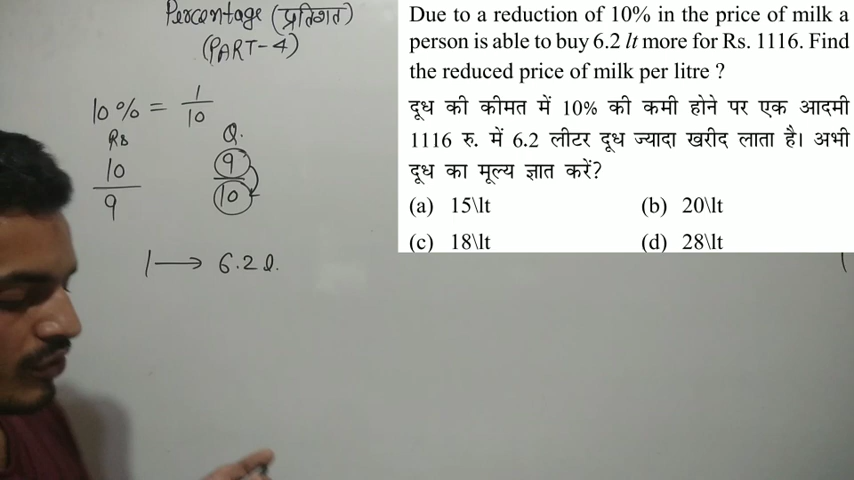 Percentage (प्रतिशत)
(PART-4)
10% = 1/10
Rs Q.
10 9
9 10
1 → 6.2 l.
Due to a reduction of 10% in the price of milk a
person is able to buy 6.2 lt more for Rs. 1116. Find
the reduced price of milk per litre ?
दूध की कीमत में 10% की कमी होने पर एक आदमी
1116 रु. में 6.2 लीटर दूध ज्यादा खरीद लाता है। अभी
दूध का मूल्य ज्ञात करें?
(a) 15\lt (b) 20\lt
(c) 18\lt (d) 28\lt